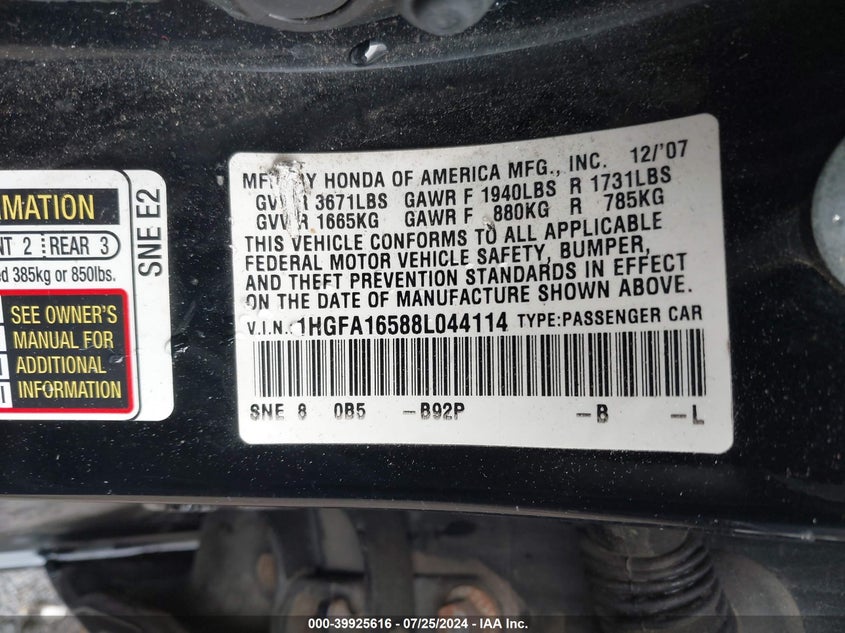 MATION
NT 2 REAR 3
ed 385kg or 850lbs.
SEE OWNER'S
MANUAL FOR
ADDITIONAL
INFORMATION
SNE E2
HONDA OF AMERICA MFG., INC. 12/'07
3671LBS GAWR F 1940LBS R 1731LBS
1665KG GAWR F 880KG R 785KG
THIS VEHICLE CONFORMS TO ALL APPLICABLE
FEDERAL MOTOR VEHICLE SAFETY, BUMPER,
AND THEFT PREVENTION STANDARDS IN EFFECT
ON THE DATE OF MANUFACTURE SHOWN ABOVE.
V.I.N.: 1HGFA16588L044114 TYPE:PASSENGER CAR
SNE 8 0B5 -B92P -B -L
000-39925616 - 07/25/2024 - IAA Inc.